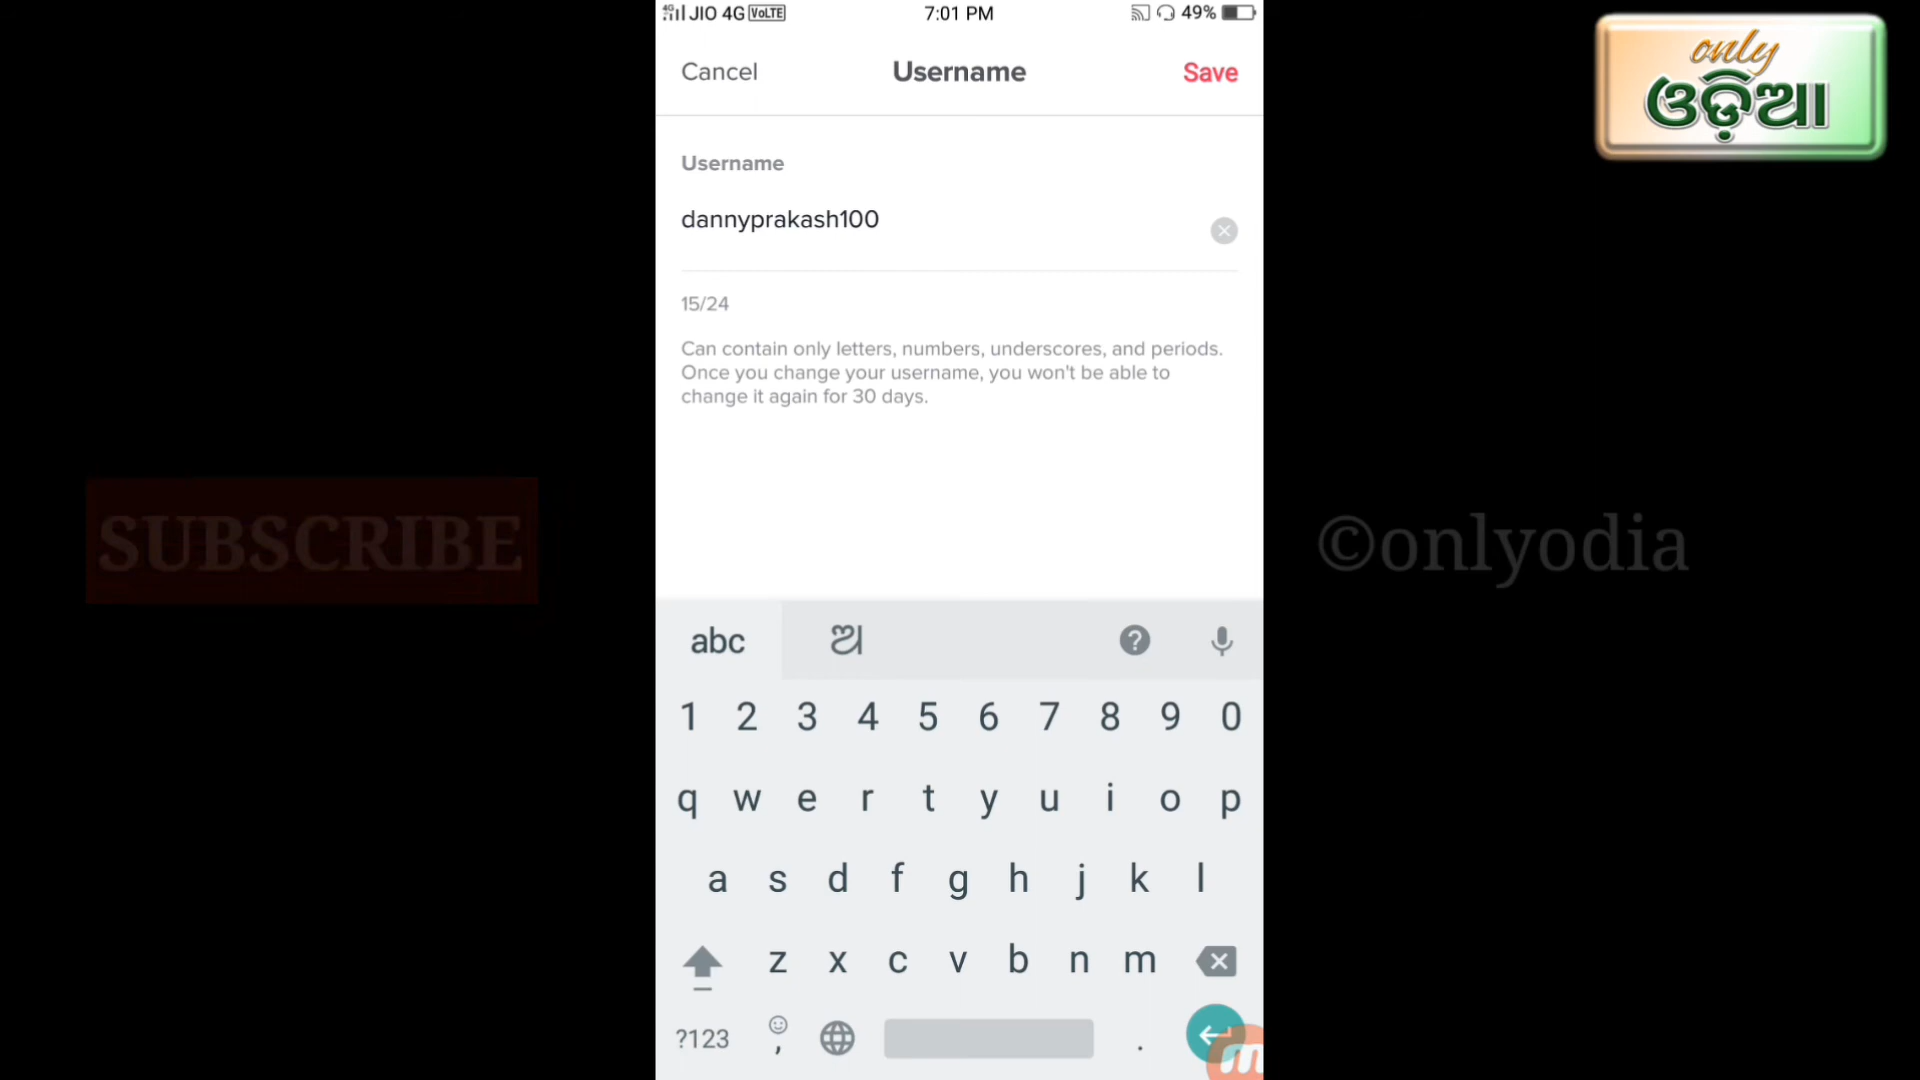 JIO 4G VoLTE 7:01 PM 49%
Cancel Username Save
only
ଓଡ଼ିଆ
Username
dannyprakash100
15/24
Can contain only letters, numbers, underscores, and periods.
Once you change your username, you won't be able to
change it again for 30 days.
SUBSCRIBE
©onlyodia
abc ଅ
1 2 3 4 5 6 7 8 9 0
q w e r t y u i o p
a s d f g h j k l
z x c v b n m
?123 , .